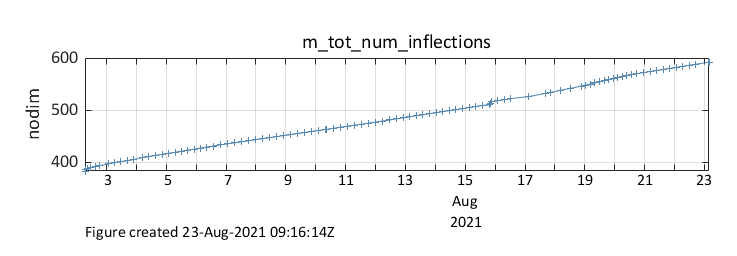 m_tot_num_inflections
600
500
400
nodim
3 5 7 9 11 13 15 17 19 21 23
Aug
2021
Figure created 23-Aug-2021 09:16:14Z